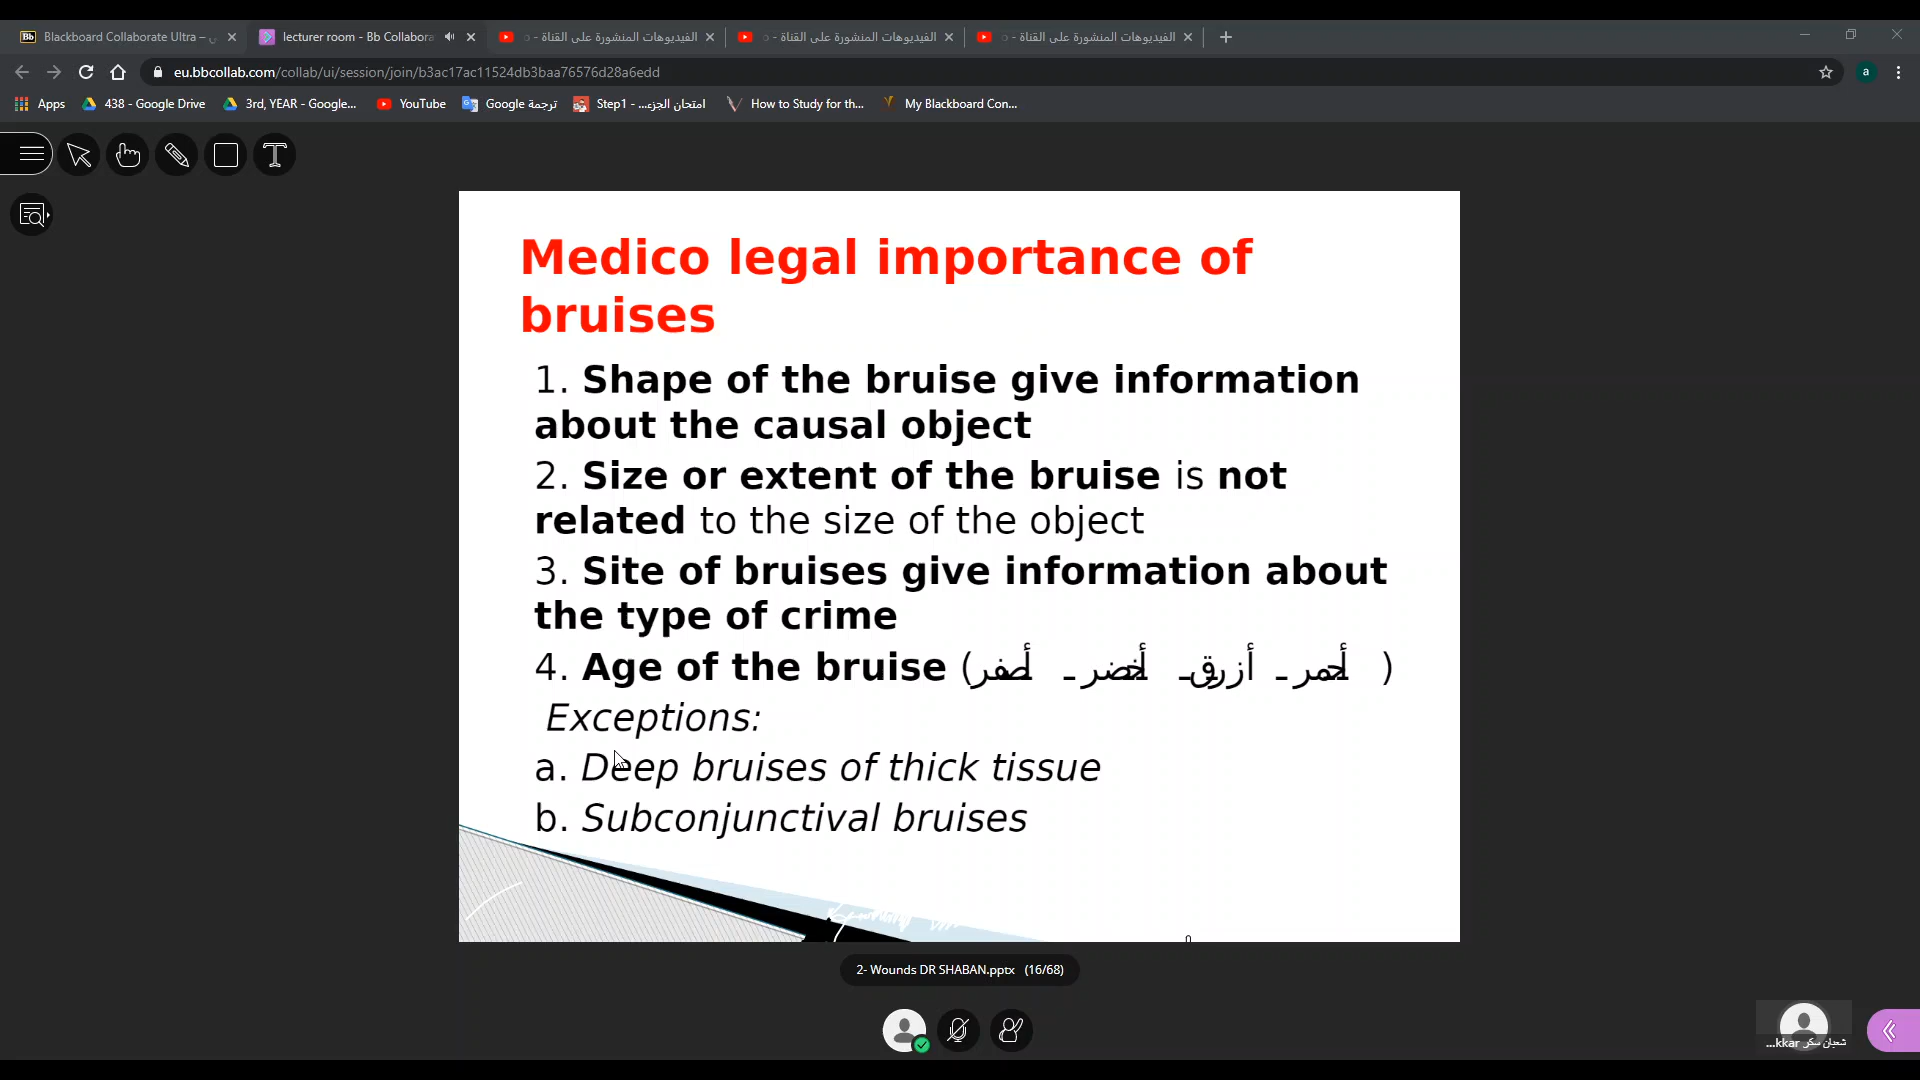 Blackboard Collaborate Ultra –
lecturer room - Bb Collabora
الفيديوهات المنشورة على القناة -
الفيديوهات المنشورة على القناة -
الفيديوهات المنشورة على القناة -
eu.bbcollab.com/collab/ui/session/join/b3ac17ac11524db3baa76576d28a6edd
a
Apps
438 - Google Drive
3rd, YEAR - Google...
YouTube
ترجمة Google
امتحان الجزء... - Step1
How to Study for th...
My Blackboard Con...
Medico legal importance of
bruises
1. Shape of the bruise give information
about the causal object
2. Size or extent of the bruise is not
related to the size of the object
3. Site of bruises give information about
the type of crime
4. Age of the bruise (أحمر ـ أزرق ـ أخضر ـ أصفر)
Exceptions:
a. Deep bruises of thick tissue
b. Subconjunctival bruises
2- Wounds DR SHABAN.pptx (16/68)
شعبان سكر kkar...